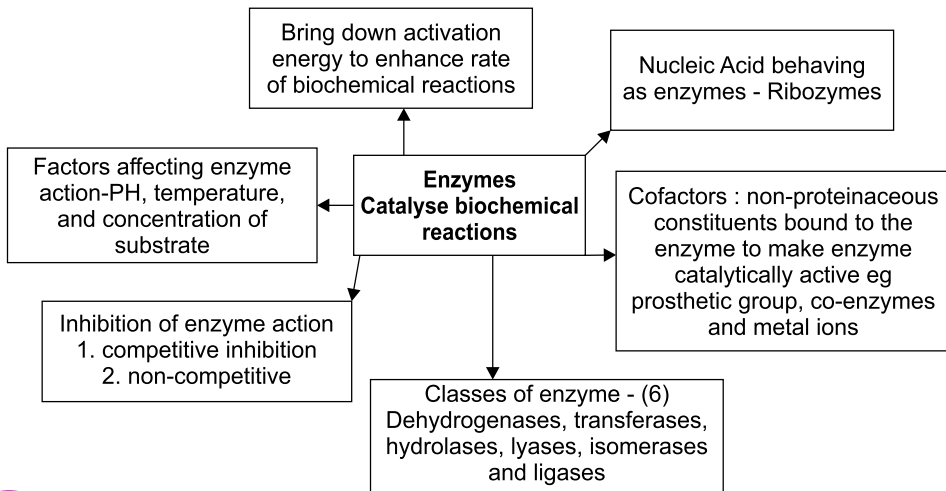 Bring down activation
energy to enhance rate
of biochemical reactions
Nucleic Acid behaving
as enzymes - Ribozymes
Factors affecting enzyme
action-PH, temperature,
and concentration of
substrate
Enzymes
Catalyse biochemical
reactions
Cofactors : non-proteinaceous
constituents bound to the
enzyme to make enzyme
catalytically active eg
prosthetic group, co-enzymes
and metal ions
Inhibition of enzyme action
1. competitive inhibition
2. non-competitive
Classes of enzyme - (6)
Dehydrogenases, transferases,
hydrolases, lyases, isomerases
and ligases